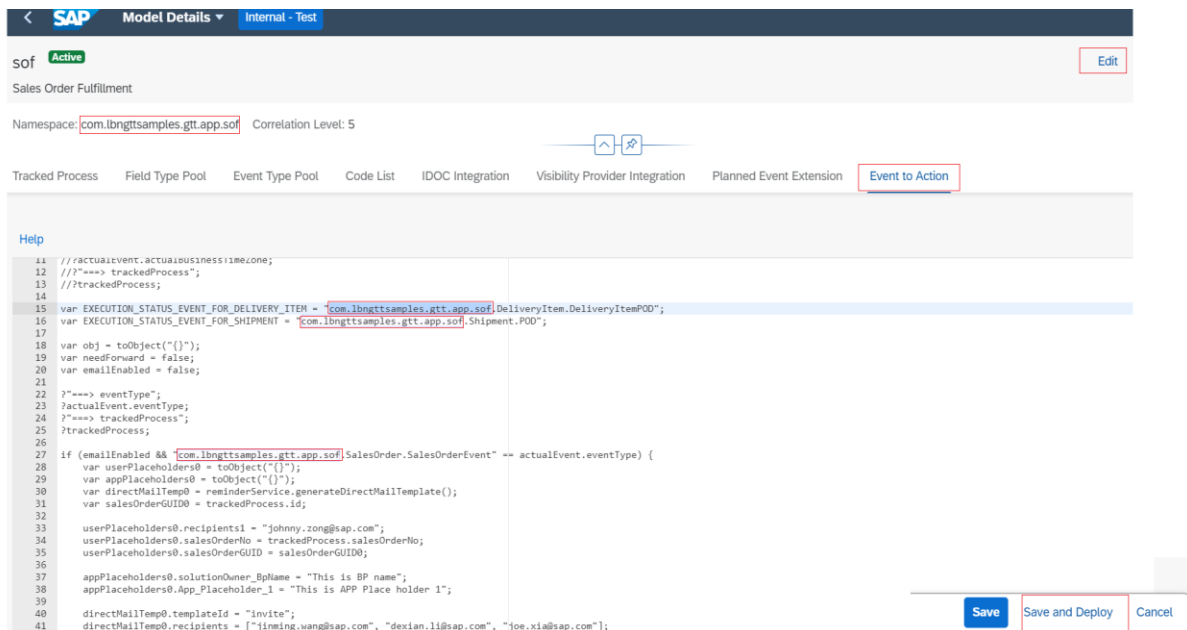 SAP Model Details Internal - Test
sof Active
Edit
Sales Order Fulfillment
Namespace: com.lbngttsamples.gtt.app.sof Correlation Level: 5
Tracked Process Field Type Pool Event Type Pool Code List IDOC Integration Visibility Provider Integration Planned Event Extension Event to Action
Help
11 //?actualEvent.actualBusinessTimeZone;
12 //?"===> trackedProcess";
13 //?trackedProcess;
14
15 var EXECUTION_STATUS_EVENT_FOR_DELIVERY_ITEM = "com.lbngttsamples.gtt.app.sof.DeliveryItem.DeliveryItemPOD";
16 var EXECUTION_STATUS_EVENT_FOR_SHIPMENT = "com.lbngttsamples.gtt.app.sof.Shipment.POD";
17
18 var obj = toObject("{}");
19 var needForward = false;
20 var emailEnabled = false;
21
22 ?"===> eventType";
23 ?actualEvent.eventType;
24 ?"===> trackedProcess";
25 ?trackedProcess;
26
27 if (emailEnabled && "com.lbngttsamples.gtt.app.sof.SalesOrder.SalesOrderEvent" == actualEvent.eventType) {
28 var userPlaceholders0 = toObject("{}");
29 var appPlaceholders0 = toObject("{}");
30 var directMailTemp0 = reminderService.generateDirectMailTemplate();
31 var salesOrderGUID0 = trackedProcess.id;
32
33 userPlaceholders0.recipients1 = "johnny.zong@sap.com";
34 userPlaceholders0.salesOrderNo = trackedProcess.salesOrderNo;
35 userPlaceholders0.salesOrderGUID = salesOrderGUID0;
36
37 appPlaceholders0.solutionOwner_BpName = "This is BP name";
38 appPlaceholders0.App_Placeholder_1 = "This is APP Place holder 1";
39
40 directMailTemp0.templateId = "invite";
41 directMailTemp0.recipients = ["jinming.wang@sap.com", "dexian.li@sap.com", "joe.xia@sap.com"];
Save Save and Deploy Cancel